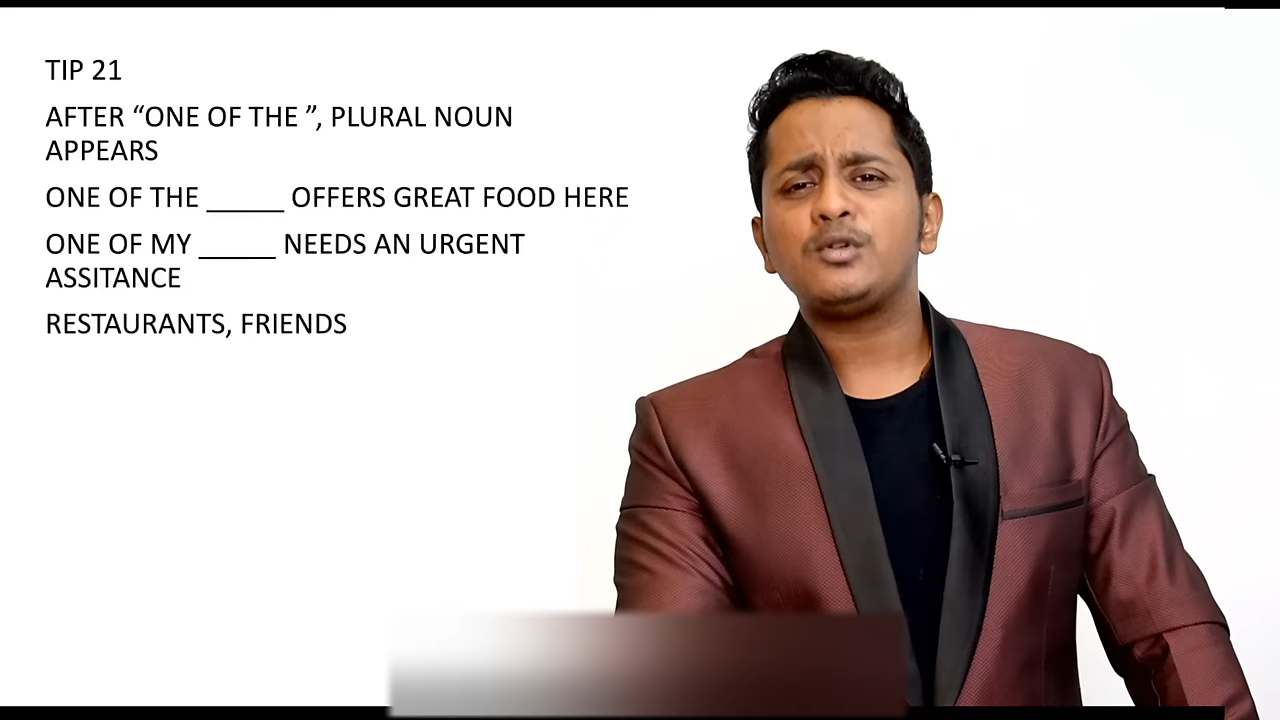 TIP 21
AFTER “ONE OF THE ”, PLURAL NOUN
APPEARS
ONE OF THE ______ OFFERS GREAT FOOD HERE
ONE OF MY ______ NEEDS AN URGENT
ASSITANCE
RESTAURANTS, FRIENDS